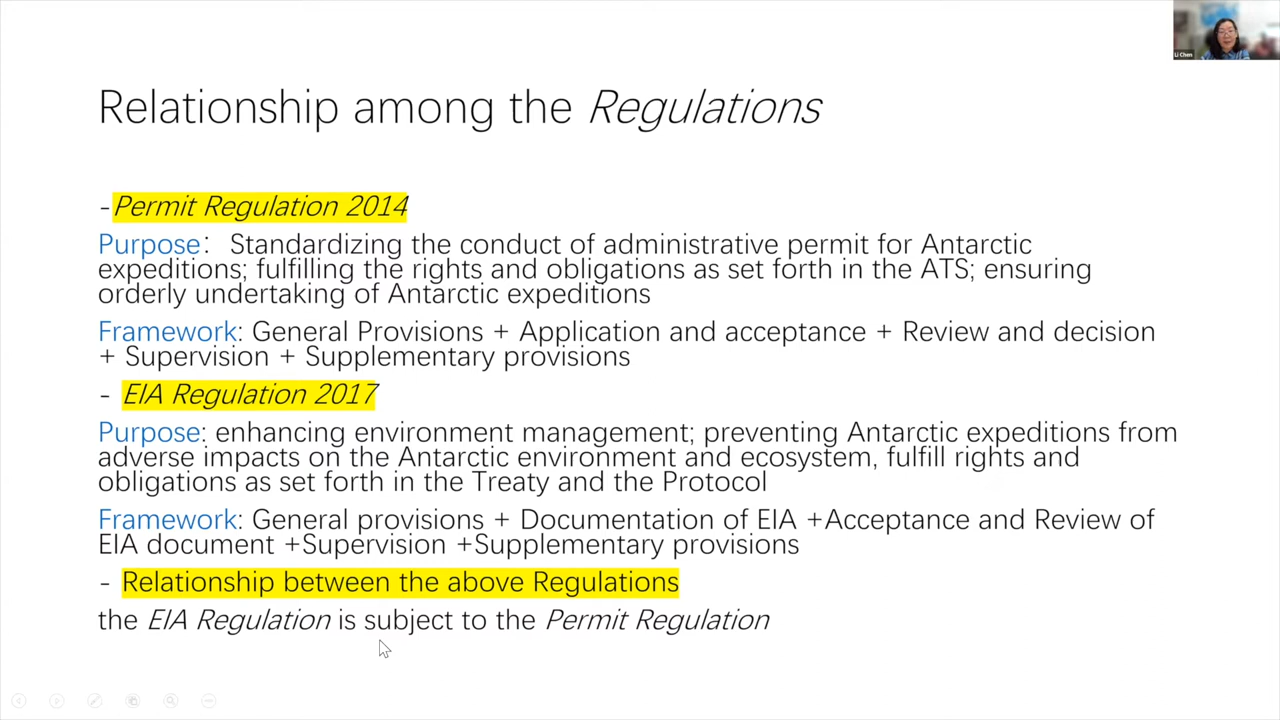 Li Chen
Relationship among the Regulations
-Permit Regulation 2014
Purpose： Standardizing the conduct of administrative permit for Antarctic
expeditions; fulfilling the rights and obligations as set forth in the ATS; ensuring
orderly undertaking of Antarctic expeditions
Framework: General Provisions + Application and acceptance + Review and decision
+ Supervision + Supplementary provisions
- EIA Regulation 2017
Purpose: enhancing environment management; preventing Antarctic expeditions from
adverse impacts on the Antarctic environment and ecosystem, fulfill rights and
obligations as set forth in the Treaty and the Protocol
Framework: General provisions + Documentation of EIA +Acceptance and Review of
EIA document +Supervision +Supplementary provisions
- Relationship between the above Regulations
the EIA Regulation is subject to the Permit Regulation